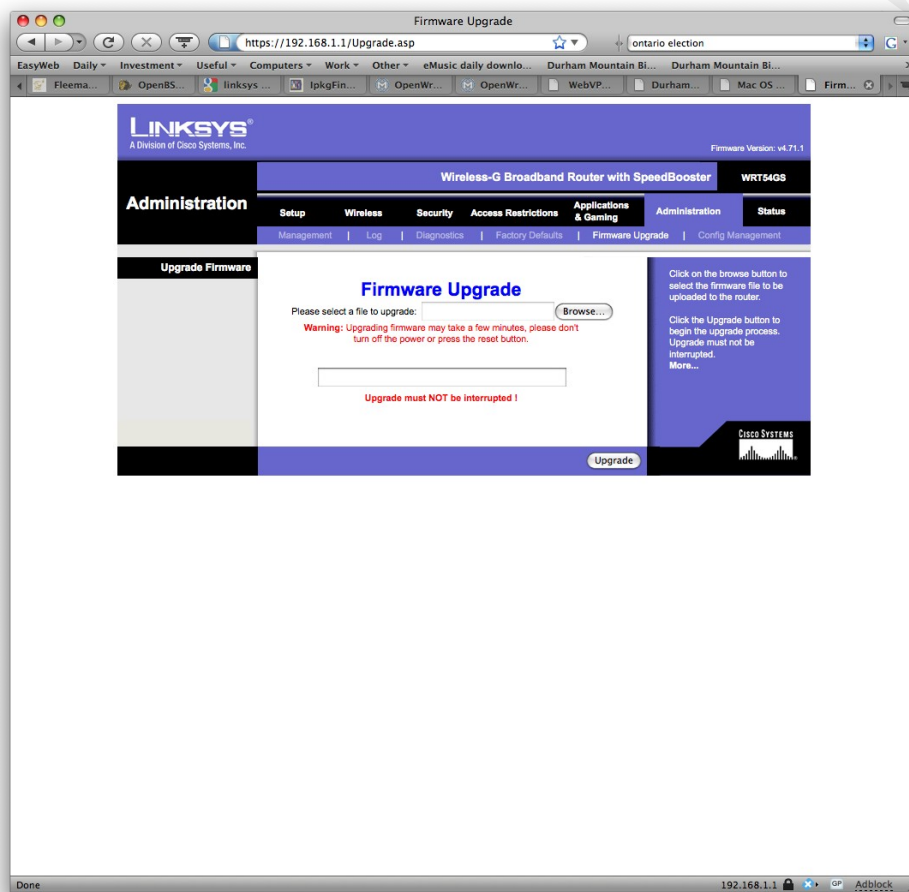 Firmware Upgrade
https://192.168.1.1/Upgrade.asp
ontario election
G
EasyWeb Daily Investment Useful Computers Work Other eMusic daily downlo... Durham Mountain Bi... Durham Mountain Bi...
Fleema... OpenBS... linksys ... IpkgFin... OpenWr... OpenWr... WebVP... Durham... Mac OS ... Firm...
LINKSYS®
A Division of Cisco Systems, Inc.
Firmware Version: v4.71.1
Wireless-G Broadband Router with SpeedBooster WRT54GS
Administration
Setup Wireless Security Access Restrictions Applications & Gaming Administration Status
Management | Log | Diagnostics | Factory Defaults | Firmware Upgrade | Config Management
Upgrade Firmware
Firmware Upgrade
Please select a file to upgrade: Browse...
Warning: Upgrading firmware may take a few minutes, please don't
turn off the power or press the reset button.
Upgrade must NOT be interrupted !
Click on the browse button to
select the firmware file to be
uploaded to the router.
Click the Upgrade button to
begin the upgrade process.
Upgrade must not be
interrupted.
More...
CISCO SYSTEMS
Upgrade
Done
192.168.1.1 GP Adblock